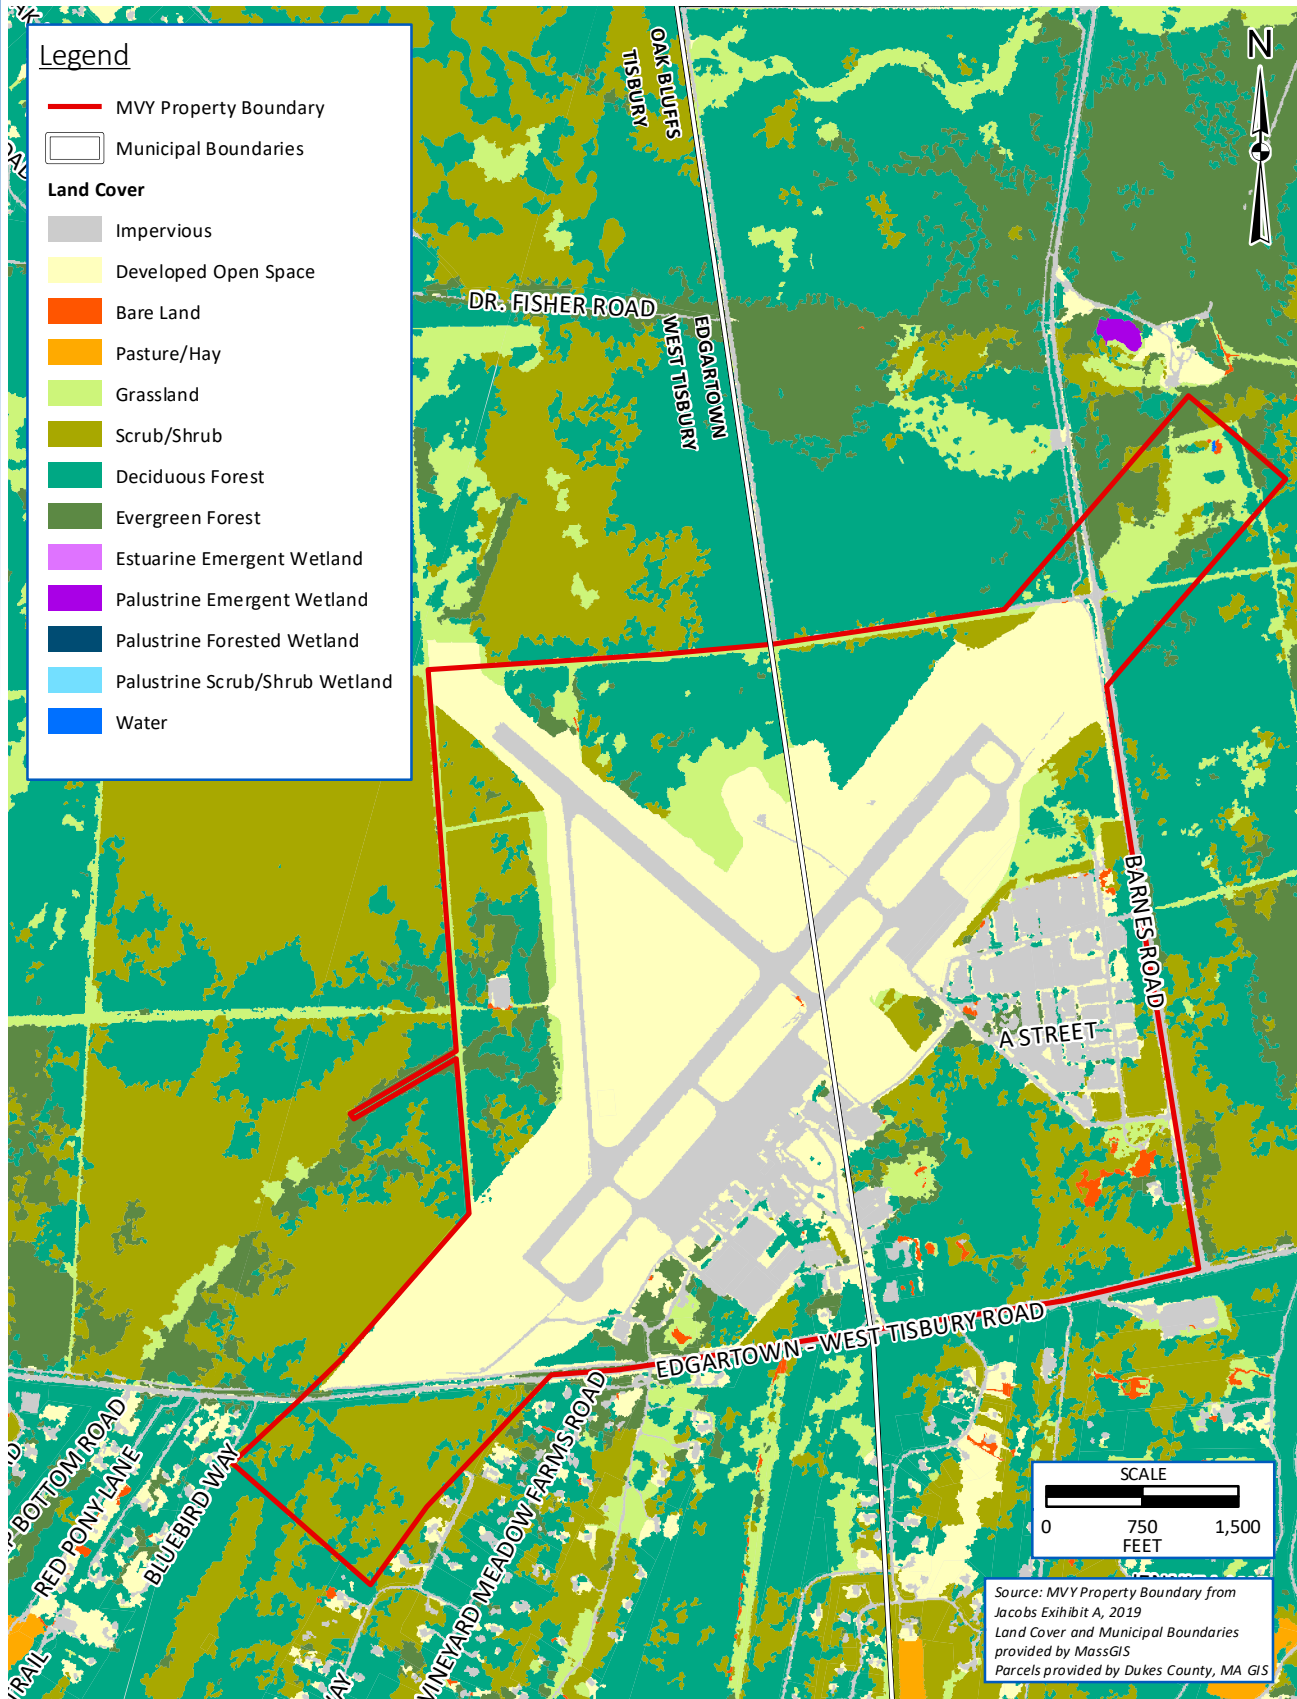 Legend
MVY Property Boundary
Municipal Boundaries
Land Cover
Impervious
Developed Open Space
Bare Land
Pasture/Hay
Grassland
Scrub/Shrub
Deciduous Forest
Evergreen Forest
Estuarine Emergent Wetland
Palustrine Emergent Wetland
Palustrine Forested Wetland
Palustrine Scrub/Shrub Wetland
Water
OAK BLUFFS
TISBURY
N
DR. FISHER ROAD
EDGARTOWN
WEST TISBURY
BARNES ROAD
A STREET
EDGARTOWN - WEST TISBURY ROAD
BOTTOM ROAD
RED PONY LANE
BLUEBIRD WAY
VINEYARD MEADOW FARMS ROAD
TRAIL
WAY
SCALE
0 750 1,500
FEET
Source: MVY Property Boundary from
Jacobs Exihibit A, 2019
Land Cover and Municipal Boundaries
provided by MassGIS
Parcels provided by Dukes County, MA GIS